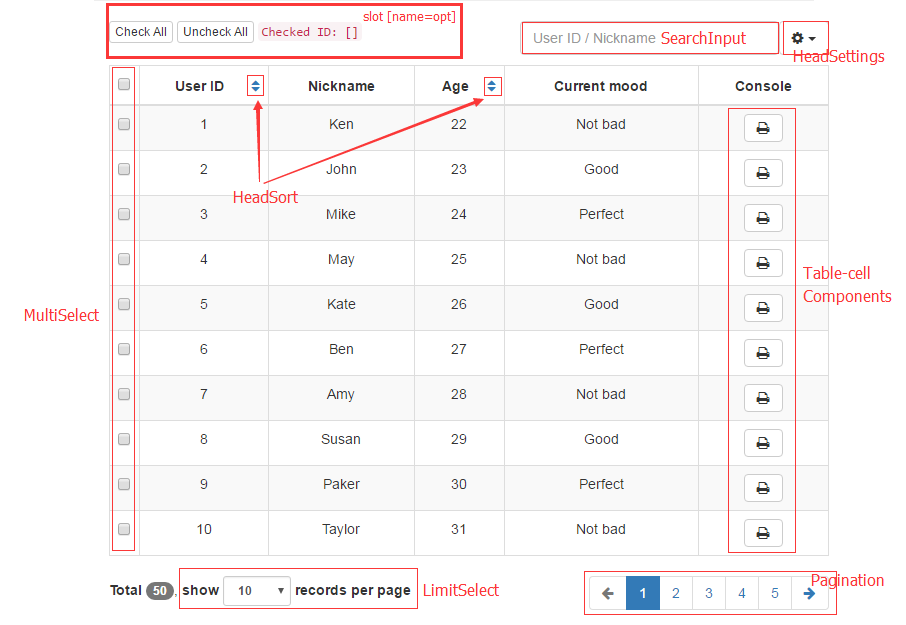 slot [name=opt]
Check All Uncheck All Checked ID: []
User ID / Nickname SearchInput
HeadSettings
User ID Nickname Age Current mood Console
1 Ken 22 Not bad
2 John 23 Good
HeadSort
3 Mike 24 Perfect
4 May 25 Not bad
Table-cell
Components
MultiSelect
5 Kate 26 Good
6 Ben 27 Perfect
7 Amy 28 Not bad
8 Susan 29 Good
9 Paker 30 Perfect
10 Taylor 31 Not bad
Total 50, show 10 records per page LimitSelect
Pagination
1 2 3 4 5